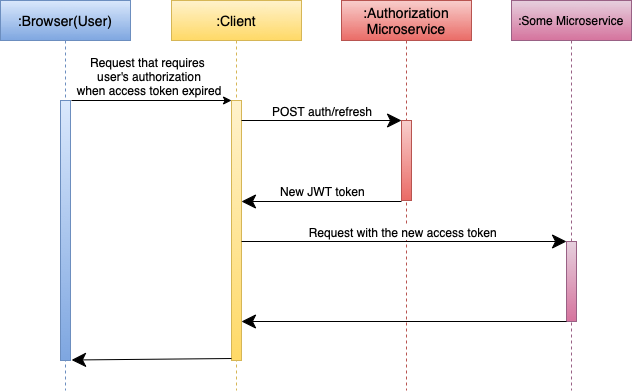 :Browser(User)
:Client
:Authorization
Microservice
:Some Microservice
Request that requires
user's authorization
when access token expired
POST auth/refresh
New JWT token
Request with the new access token